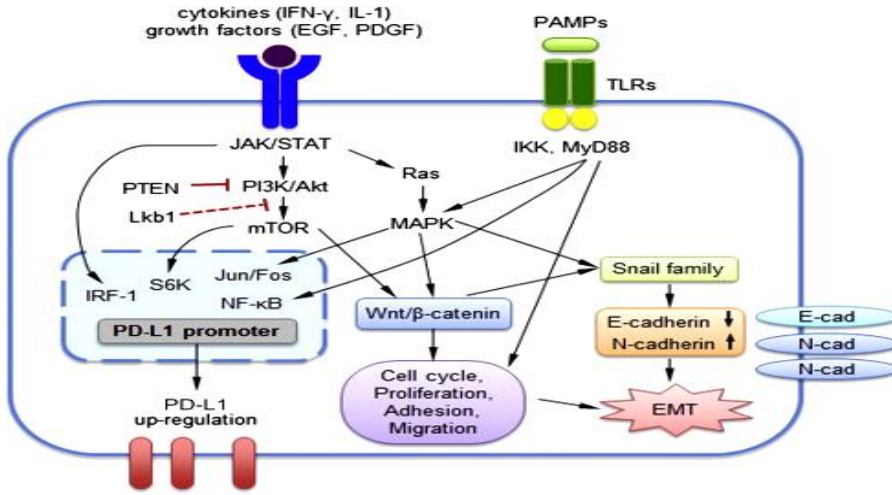 cytokines (IFN-γ, IL-1)
growth factors (EGF, PDGF)
PAMPs
TLRs
JAK/STAT
IKK, MyD88
Ras
PTEN
PI3K/Akt
Lkb1
mTOR
MAPK
Jun/Fos
S6K
IRF-1
NF-κB
PD-L1 promoter
Snail family
Wnt/β-catenin
E-cadherin
N-cadherin
E-cad
N-cad
N-cad
Cell cycle,
Proliferation,
Adhesion,
Migration
EMT
PD-L1
up-regulation